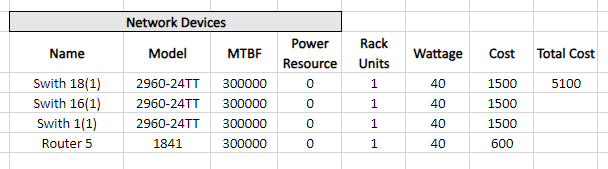 Network Devices
Name Model MTBF Power Resource Rack Units Wattage Cost Total Cost
Swith 18(1) 2960-24TT 300000 0 1 40 1500 5100
Swith 16(1) 2960-24TT 300000 0 1 40 1500
Swith 1(1) 2960-24TT 300000 0 1 40 1500
Router 5 1841 300000 0 1 40 600